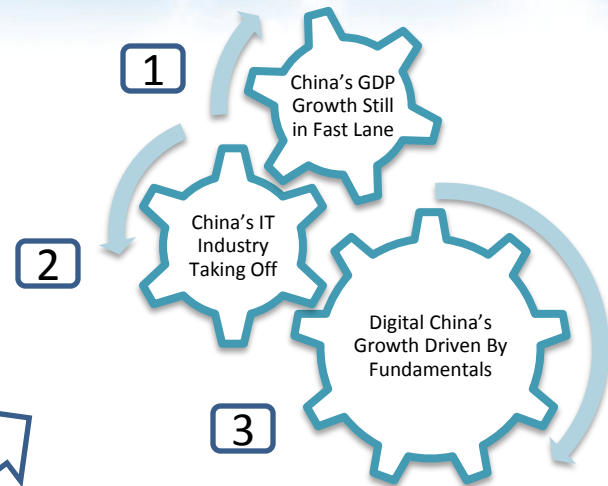 1
China's GDP
Growth Still
in Fast Lane
2
China's IT
Industry
Taking Off
3
Digital China's
Growth Driven By
Fundamentals